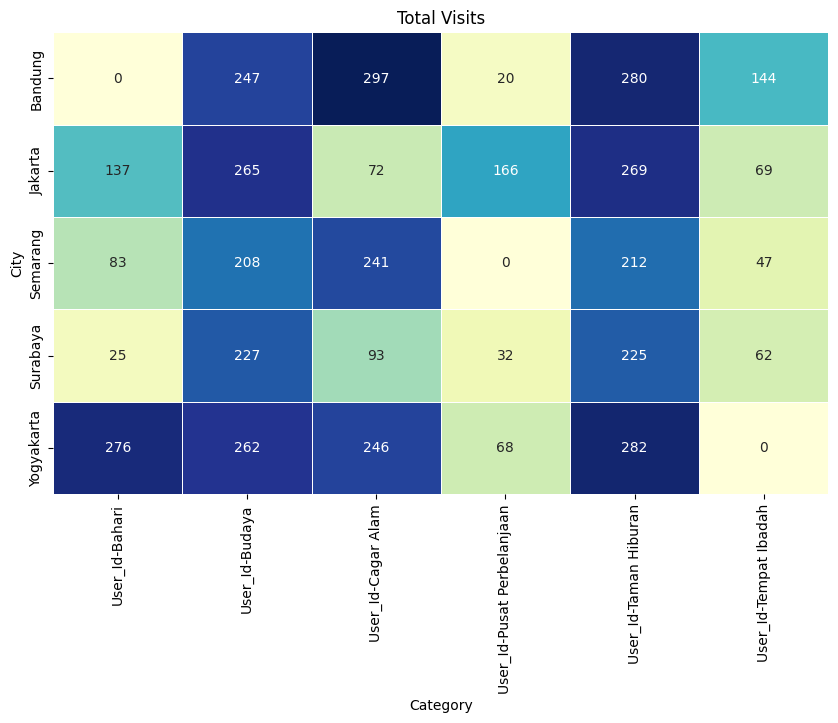 Total Visits
City
Bandung
0 247 297 20 280 144
Jakarta
137 265 72 166 269 69
Semarang
83 208 241 0 212 47
Surabaya
25 227 93 32 225 62
Yogyakarta
276 262 246 68 282 0
User_Id-Bahari
User_Id-Budaya
User_Id-Cagar Alam
User_Id-Pusat Perbelanjaan
User_Id-Taman Hiburan
User_Id-Tempat Ibadah
Category